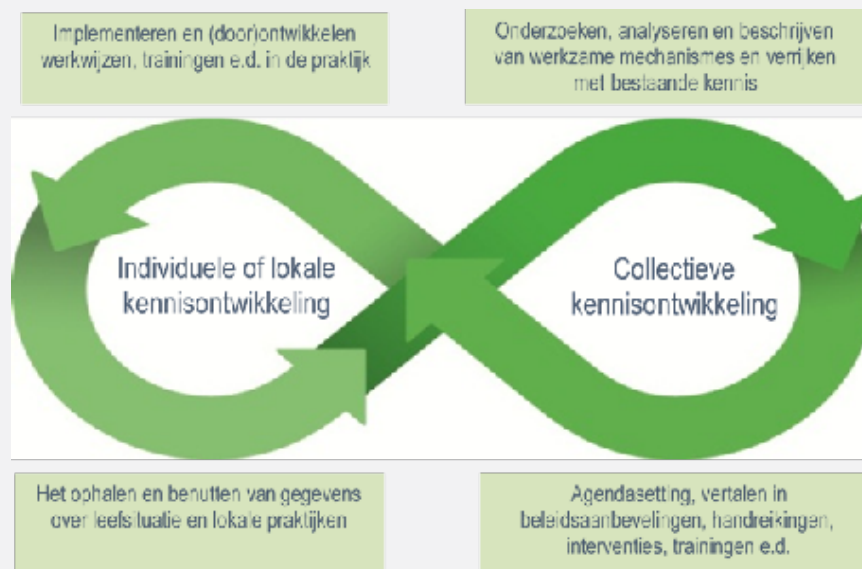 Implementeren en (door)ontwikkelen
werkwijzen, trainingen e.d. in de praktijk
Onderzoeken, analyseren en beschrijven
van werkzame mechanismes en verrijken
met bestaande kennis
Individuele of lokale
kennisontwikkeling
Collectieve
kennisontwikkeling
Het ophalen en benutten van gegevens
over leefsituatie en lokale praktijken
Agendasetting, vertalen in
beleidsaanbevelingen, handreikingen,
interventies, trainingen e.d.